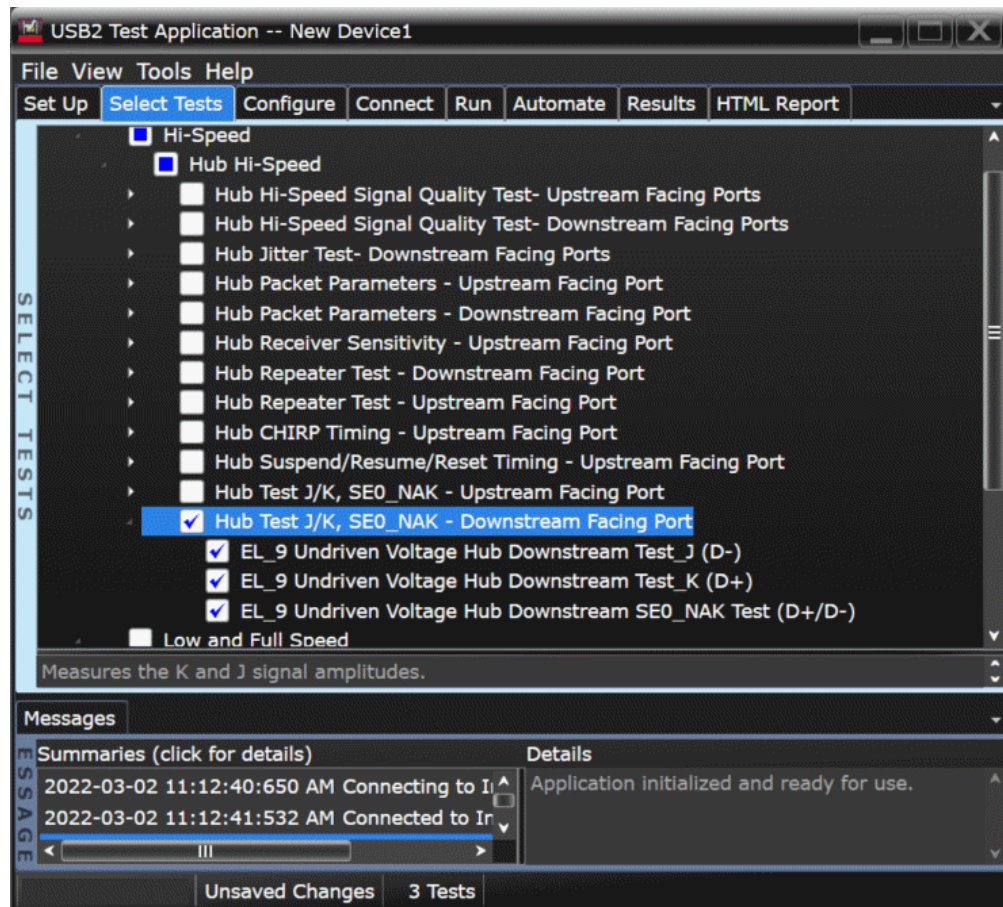 USB2 Test Application -- New Device1
File View Tools Help
Set Up Select Tests Configure Connect Run Automate Results HTML Report
SELECT TESTS
Hi-Speed
Hub Hi-Speed
Hub Hi-Speed Signal Quality Test- Upstream Facing Ports
Hub Hi-Speed Signal Quality Test- Downstream Facing Ports
Hub Jitter Test- Downstream Facing Ports
Hub Packet Parameters - Upstream Facing Port
Hub Packet Parameters - Downstream Facing Port
Hub Receiver Sensitivity - Upstream Facing Port
Hub Repeater Test - Downstream Facing Port
Hub Repeater Test - Upstream Facing Port
Hub CHIRP Timing - Upstream Facing Port
Hub Suspend/Resume/Reset Timing - Upstream Facing Port
Hub Test J/K, SE0_NAK - Upstream Facing Port
Hub Test J/K, SE0_NAK - Downstream Facing Port
EL_9 Undriven Voltage Hub Downstream Test_J (D-)
EL_9 Undriven Voltage Hub Downstream Test_K (D+)
EL_9 Undriven Voltage Hub Downstream SE0_NAK Test (D+/D-)
Low and Full Speed
Measures the K and J signal amplitudes.
Messages
ESSAGE
Summaries (click for details)
2022-03-02 11:12:40:650 AM Connecting to
2022-03-02 11:12:41:532 AM Connected to In
Details
Application initialized and ready for use.
Unsaved Changes 3 Tests